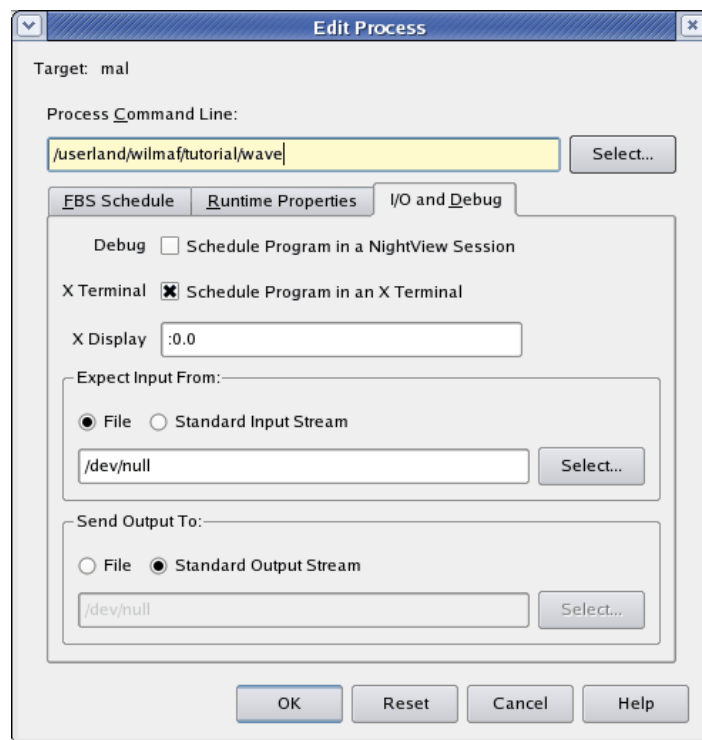 Edit Process
Target: mal
Process Command Line:
/userland/wilmaf/tutorial/wave
Select...
FBS Schedule
Runtime Properties
I/O and Debug
Debug Schedule Program in a NightView Session
X Terminal Schedule Program in an X Terminal
X Display :0.0
Expect Input From:
File Standard Input Stream
/dev/null Select...
Send Output To:
File Standard Output Stream
/dev/null Select...
OK Reset Cancel Help